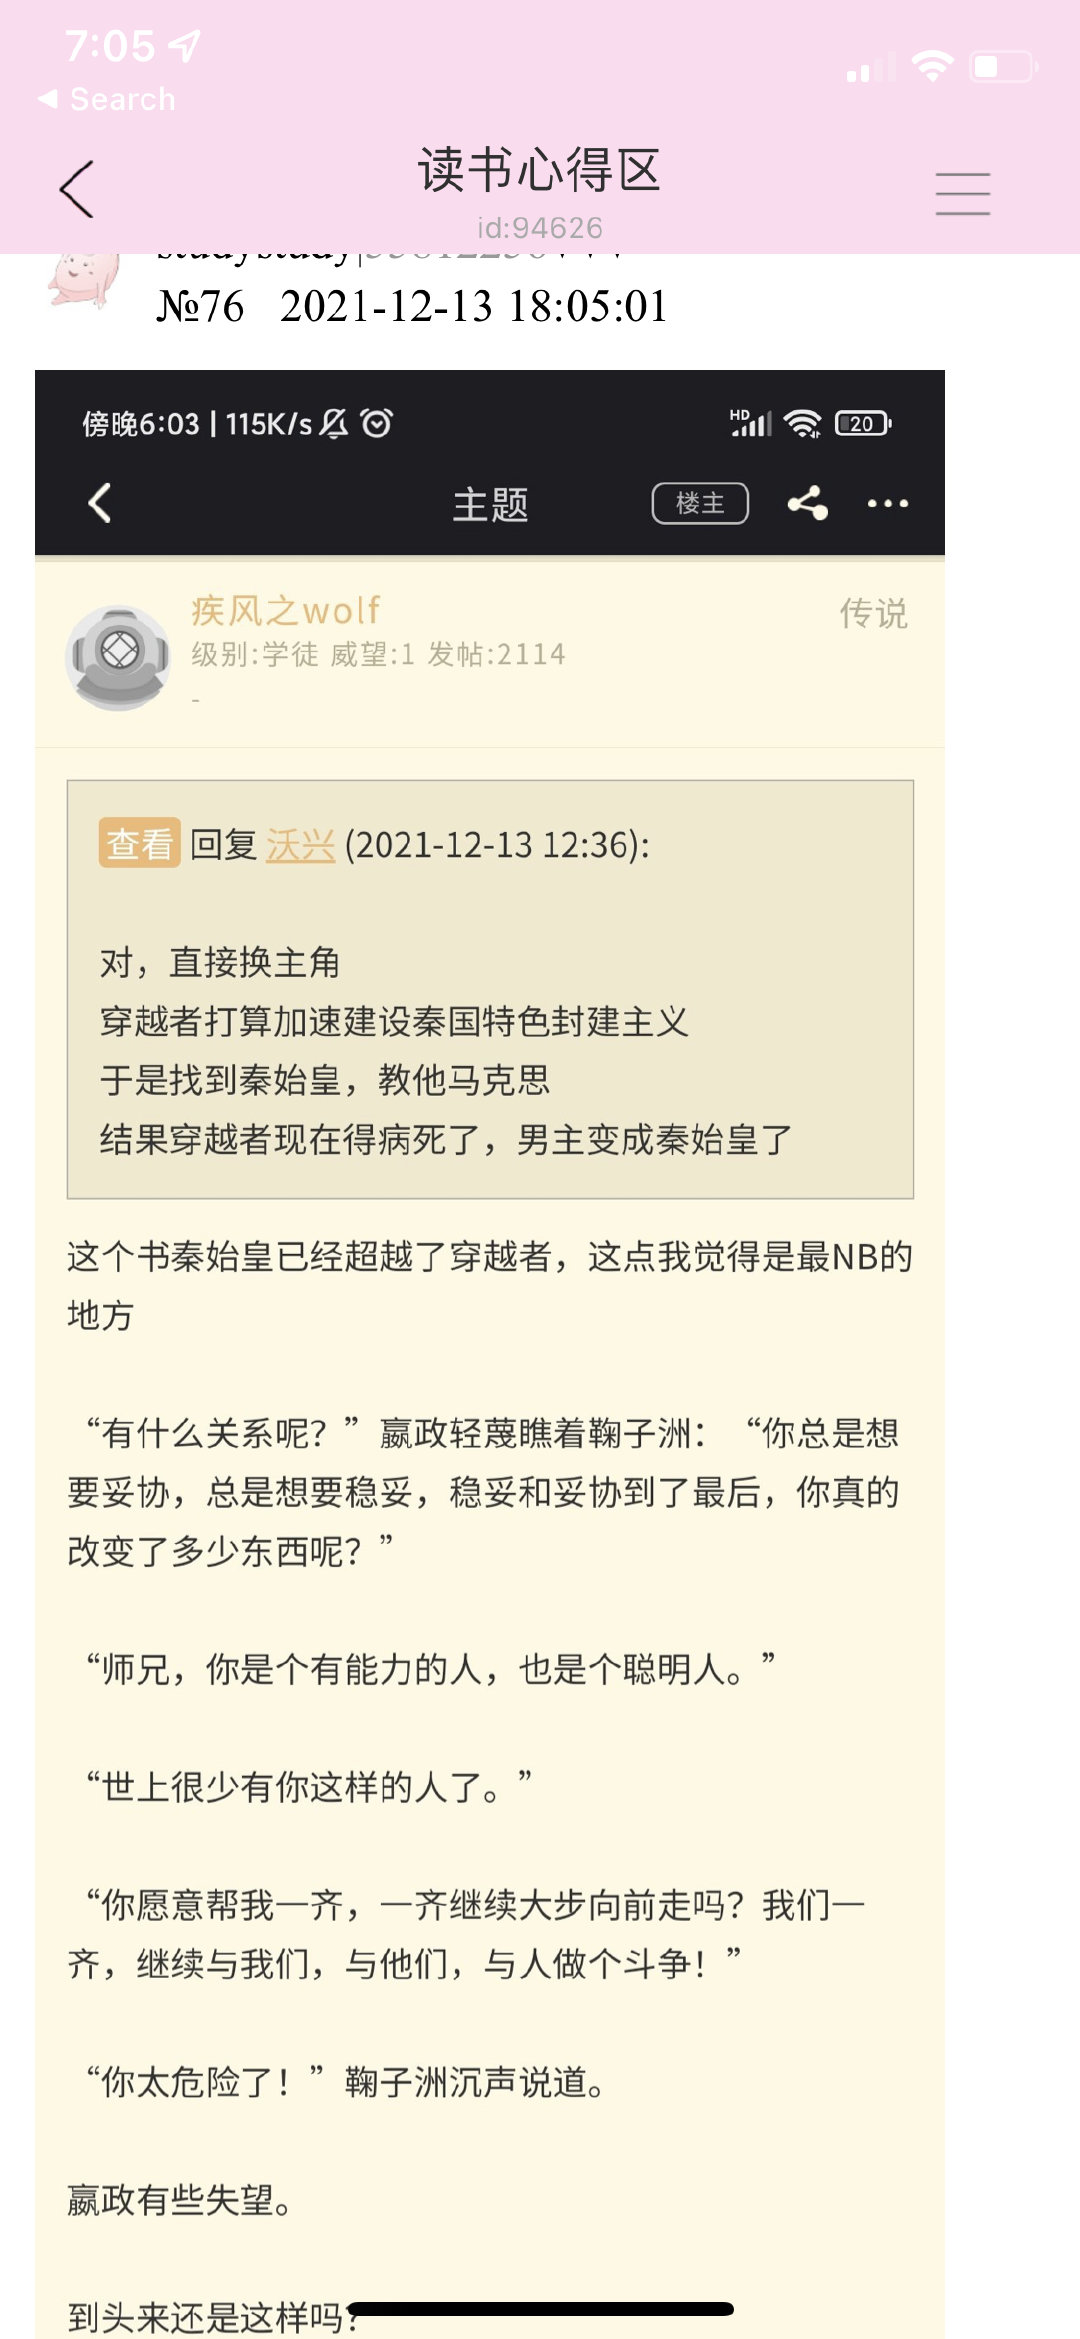 7:05
Search
读书心得区
id:94626
№76 2021-12-13 18:05:01
傍晚6:03 | 115K/s
HD
20
主题
楼主
疾风之wolf
传说
级别:学徒 威望:1 发帖:2114
-
查看 回复 沃兴 (2021-12-13 12:36):
对，直接换主角
穿越者打算加速建设秦国特色封建主义
于是找到秦始皇，教他马克思
结果穿越者现在得病死了，男主变成秦始皇了
这个书秦始皇已经超越了穿越者，这点我觉得是最NB的
地方
“有什么关系呢？”嬴政轻蔑瞧着鞠子洲：“你总是想
要妥协，总是想要稳妥，稳妥和妥协到了最后，你真的
改变了多少东西呢？”
“师兄，你是个有能力的人，也是个聪明人。”
“世上很少有你这样的人了。”
“你愿意帮我一齐，一齐继续大步向前走吗？我们一
齐，继续与我们，与他们，与人做个斗争！”
“你太危险了！”鞠子洲沉声说道。
嬴政有些失望。
到头来还是这样吗？